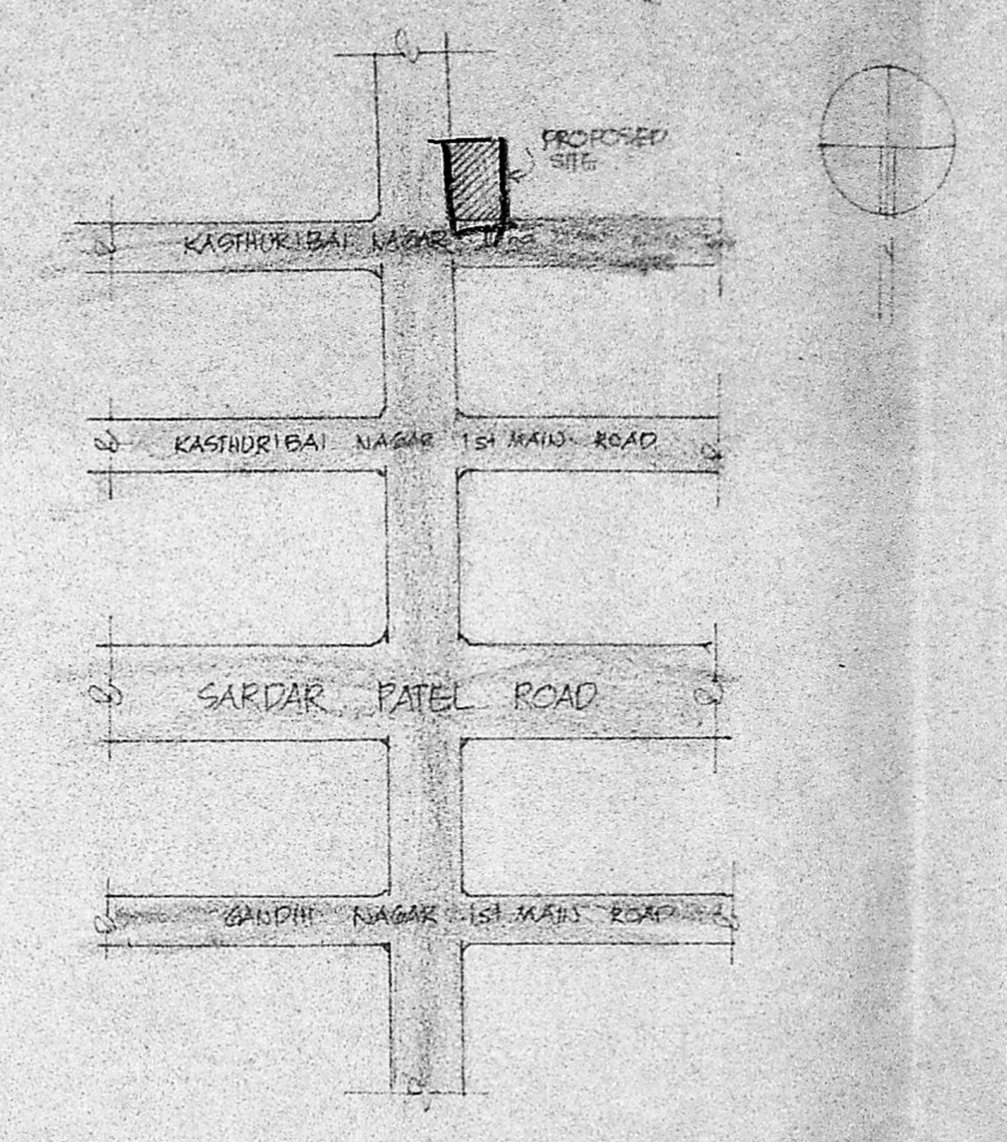 PROPOSED
SITE
KASTHURIBAI NAGAR
KASTHURIBAI NAGAR 1st MAIN ROAD
SARDAR PATEL ROAD
GANDHI NAGAR 1st MAIN ROAD